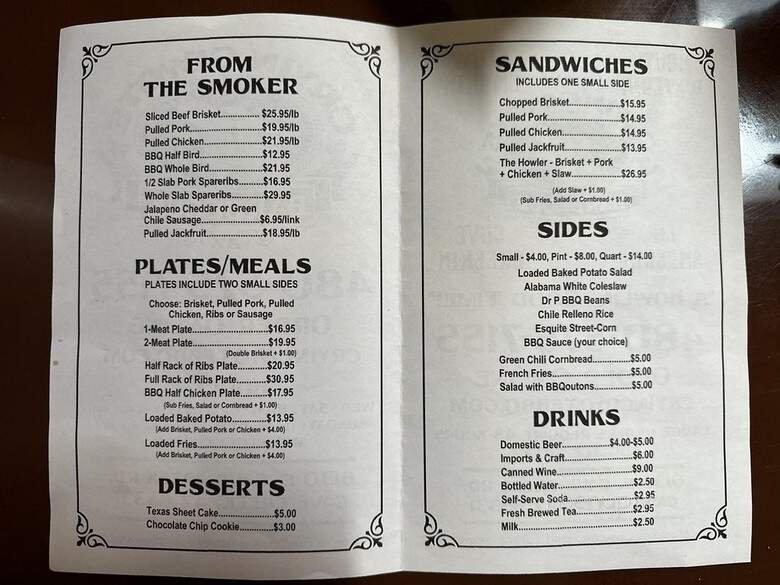 FROM
THE SMOKER
Sliced Beef Brisket.............. $25.95/lb
Pulled Pork..........................$19.95/lb
Pulled Chicken.....................$21.95/lb
BBQ Half Bird......................$12.95
BBQ Whole Bird...................$21.95
1/2 Slab Pork Spareribs.........$16.95
Whole Slab Spareribs...........$29.95
Jalapeno Cheddar or Green
Chile Sausage.....................$6.95/link
Pulled Jackfruit....................$18.95/lb
PLATES/MEALS
PLATES INCLUDE TWO SMALL SIDES
Choose: Brisket, Pulled Pork, Pulled
Chicken, Ribs or Sausage
1-Meat Plate........................$16.95
2-Meat Plate........................$19.95
(Double Brisket + $1.00)
Half Rack of Ribs Plate..........$20.95
Full Rack of Ribs Plate..........$30.95
BBQ Half Chicken Plate.........$17.95
(Sub Fries, Salad or Cornbread + $1.00)
Loaded Baked Potato............$13.95
(Add Brisket, Pulled Pork or Chicken + $4.00)
Loaded Fries.......................$13.95
(Add Brisket, Pulled Pork or Chicken + $4.00)
DESSERTS
Texas Sheet Cake.................$5.00
Chocolate Chip Cookie..........$3.00
SANDWICHES
INCLUDES ONE SMALL SIDE
Chopped Brisket...................$15.95
Pulled Pork..........................$14.95
Pulled Chicken.....................$14.95
Pulled Jackfruit....................$13.95
The Howler - Brisket + Pork
+ Chicken + Slaw..................$26.95
(Add Slaw + $1.00)
(Sub Fries, Salad or Cornbread + $1.00)
SIDES
Small - $4.00, Pint - $8.00, Quart - $14.00
Loaded Baked Potato Salad
Alabama White Coleslaw
Dr P BBQ Beans
Chile Relleno Rice
Esquite Street-Corn
BBQ Sauce (your choice)
Green Chili Cornbread............$5.00
French Fries.........................$5.00
Salad with BBQoutons............$5.00
DRINKS
Domestic Beer.................$4.00-$5.00
Imports & Craft.....................$6.00
Canned Wine.......................$9.00
Bottled Water.......................$2.50
Self-Serve Soda...................$2.95
Fresh Brewed Tea................$2.95
Milk...................................$2.50